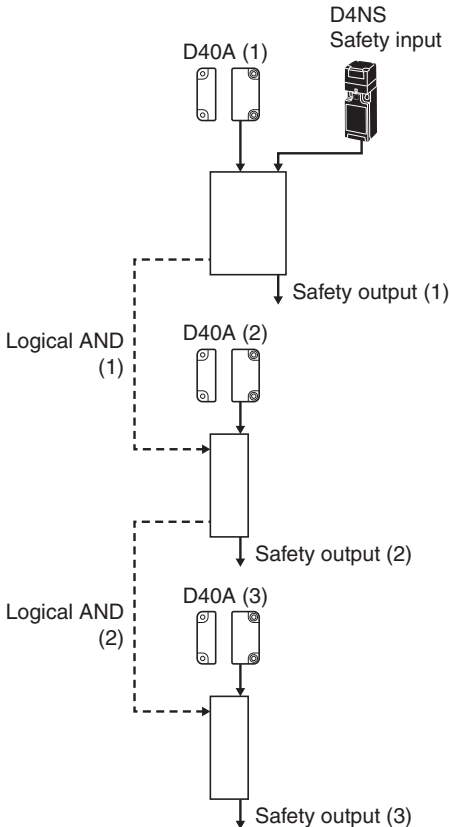 D4NS
Safety input
D40A (1)
Safety output (1)
Logical AND
(1)
D40A (2)
Safety output (2)
Logical AND
(2)
D40A (3)
Safety output (3)